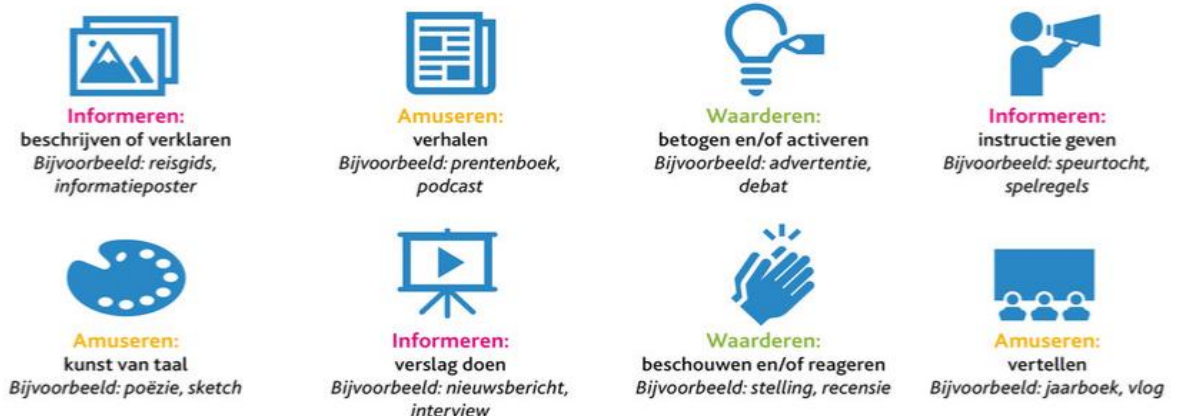 Informeren:
beschrijven of verklaren
Bijvoorbeeld: reisgids,
informatieposter
Amuseren:
verhalen
Bijvoorbeeld: prentenboek,
podcast
Waarderen:
betogen en/of activeren
Bijvoorbeeld: advertentie,
debat
Informeren:
instructie geven
Bijvoorbeeld: speurtocht,
spelregels
Amuseren:
kunst van taal
Bijvoorbeeld: poëzie, sketch
Informeren:
verslag doen
Bijvoorbeeld: nieuwsbericht,
interview
Waarderen:
beschouwen en/of reageren
Bijvoorbeeld: stelling, recensie
Amuseren:
vertellen
Bijvoorbeeld: jaarboek, vlog